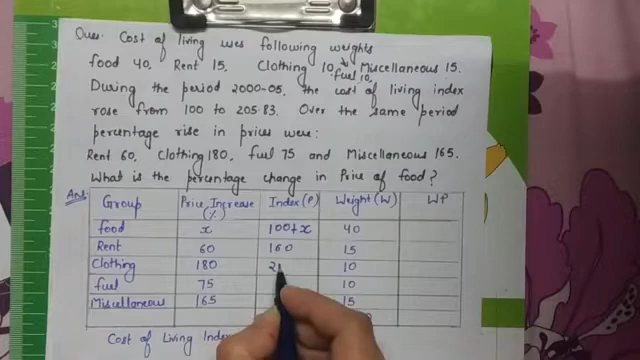 Ques. Cost of living uses following weights
food 40, Rent 15, Clothing 10, Miscellaneous 15.
fuel 10,
During the period 2000-05, the cost of living index
rose from 100 to 205.83. Over the same period
percentage rise in prices were:
Rent 60, Clothing 180, fuel 75 and Miscellaneous 165.
What is the percentage change in Price of food?
Ans: Group Price Increase (%) Index (P) Weight (W) WP
food x 100+x 40
Rent 60 160 15
Clothing 180 2 10
fuel 75 10
Miscellaneous 165 15
Cost of Living Index